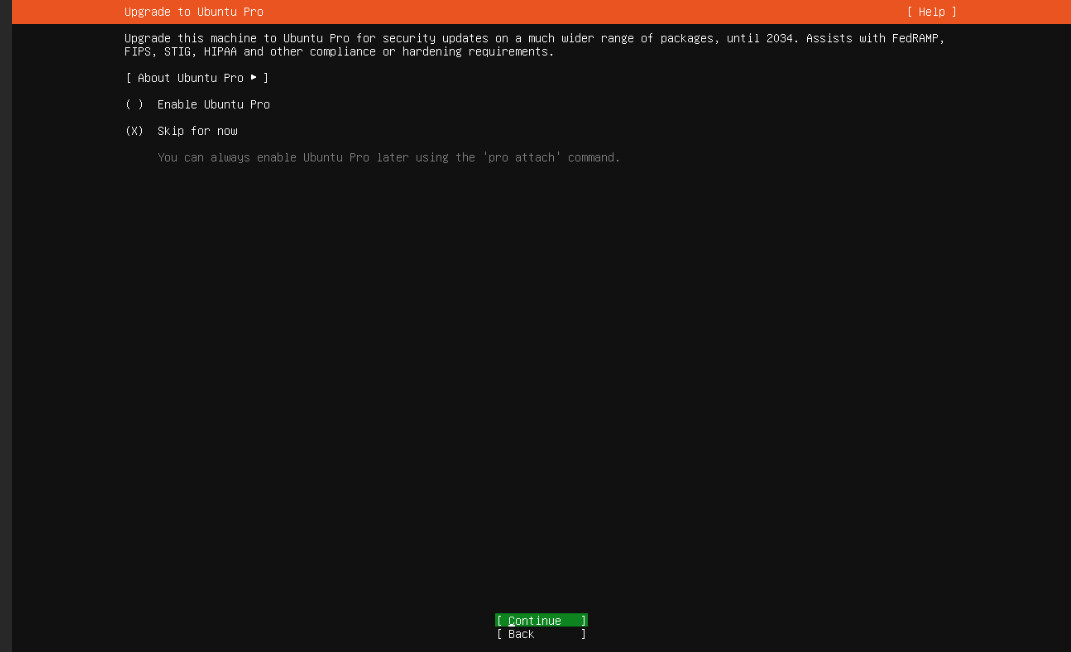 Upgrade to Ubuntu Pro [ Help ]
Upgrade this machine to Ubuntu Pro for security updates on a much wider range of packages, until 2034. Assists with FedRAMP,
FIPS, STIG, HIPAA and other compliance or hardening requirements.
[ About Ubuntu Pro ▸ ]
( ) Enable Ubuntu Pro
(X) Skip for now
You can always enable Ubuntu Pro later using the 'pro attach' command.
[ Continue ]
[ Back ]